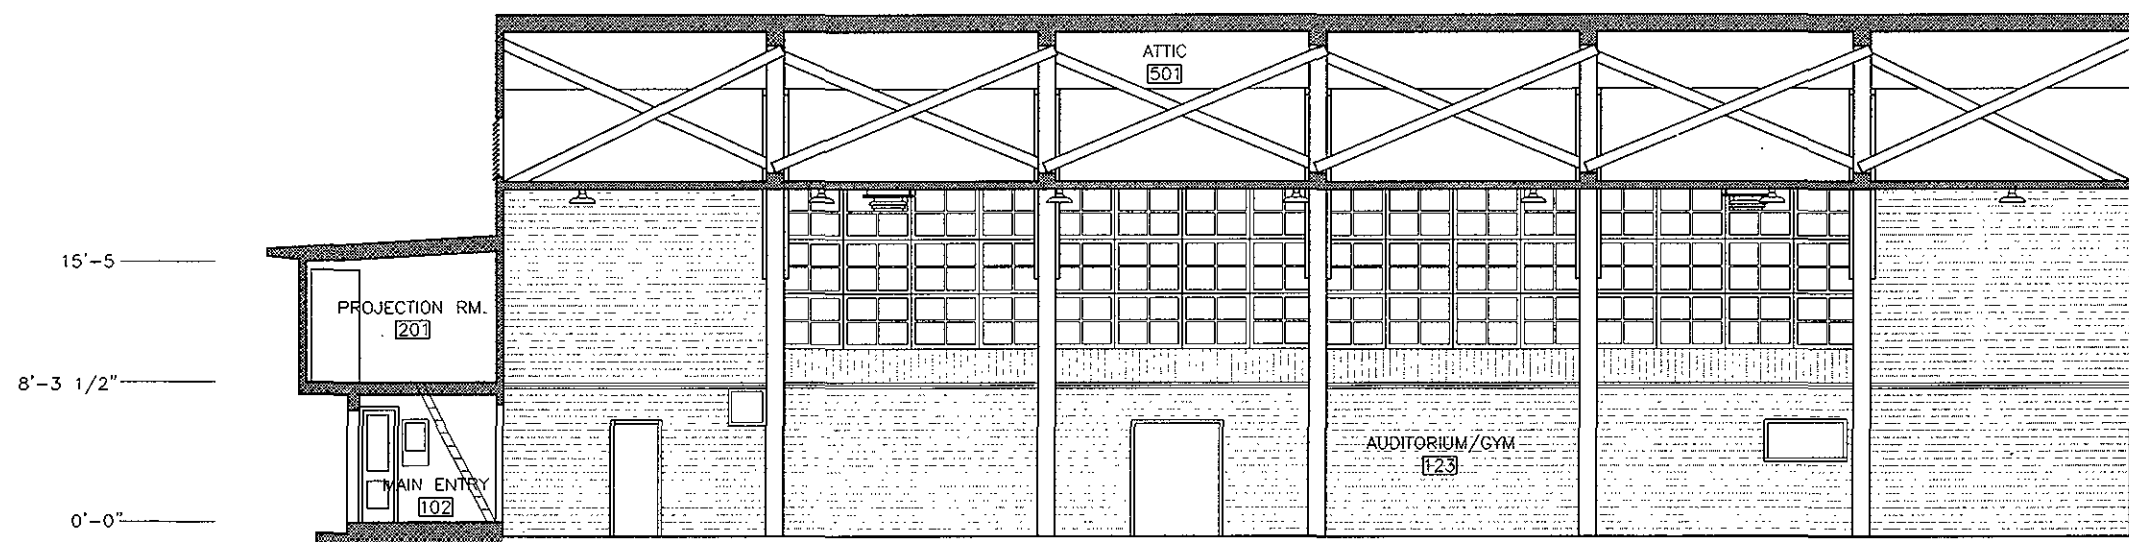 ATTIC
501
15'-5
PROJECTION RM.
201
8'-3 1/2"
AUDITORIUM/GYM
123
MAIN ENTRY
102
0'-0"